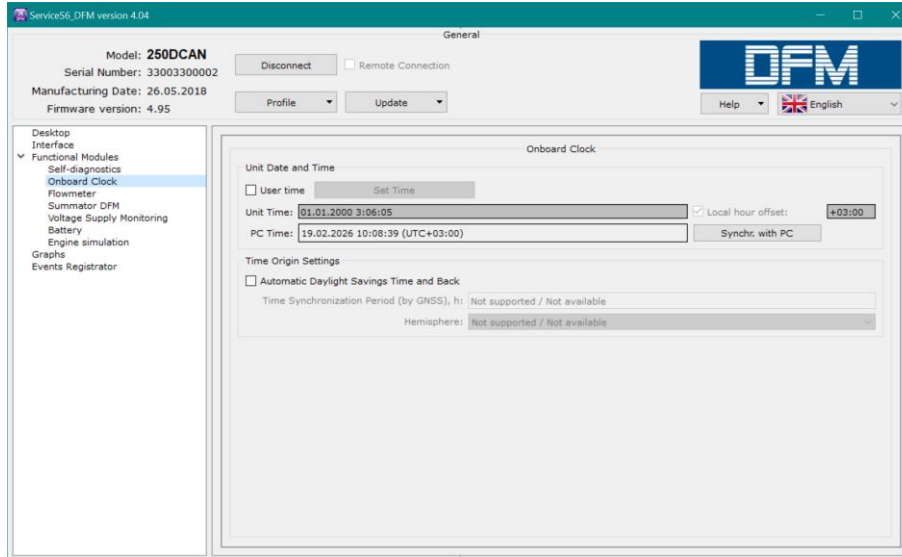 ServiceS6_DFM version 4.04
General
Model: 250DCAN
Serial Number: 33003300002
Manufacturing Date: 26.05.2018
Firmware version: 4.95
Disconnect
Remote Connection
Profile
Update
DFM
Help
English
Desktop
Interface
Functional Modules
Self-diagnostics
Onboard Clock
Flowmeter
Summator DFM
Voltage Supply Monitoring
Battery
Engine simulation
Graphs
Events Registrator
Onboard Clock
Unit Date and Time
User time
Set Time
Unit Time: 01.01.2000 3:06:05
Local hour offset: +03:00
PC Time: 19.02.2026 10:08:39 (UTC+03:00)
Synchr. with PC
Time Origin Settings
Automatic Daylight Savings Time and Back
Time Synchronization Period (by GNSS), h: Not supported / Not available
Hemisphere: Not supported / Not available